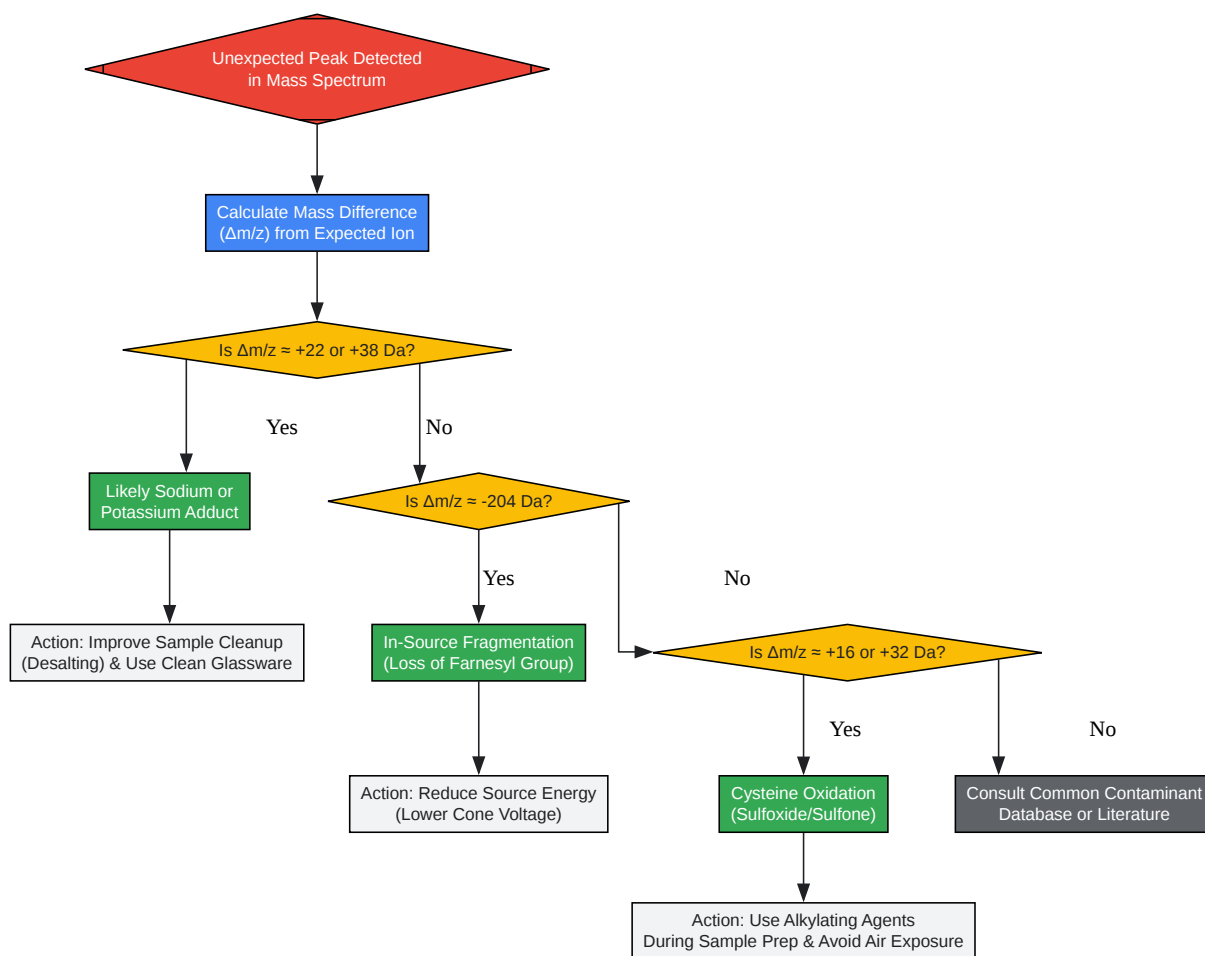 Unexpected Peak Detected
in Mass Spectrum
Calculate Mass Difference
(Δm/z) from Expected Ion
Is Δm/z ≈ +22 or +38 Da?
Yes
No
Likely Sodium or
Potassium Adduct
Is Δm/z ≈ -204 Da?
Yes
No
Action: Improve Sample Cleanup
(Desalting) & Use Clean Glassware
In-Source Fragmentation
(Loss of Farnesyl Group)
Is Δm/z ≈ +16 or +32 Da?
Yes
No
Action: Reduce Source Energy
(Lower Cone Voltage)
Cysteine Oxidation
(Sulfoxide/Sulfone)
Consult Common Contaminant
Database or Literature
Action: Use Alkylating Agents
During Sample Prep & Avoid Air Exposure